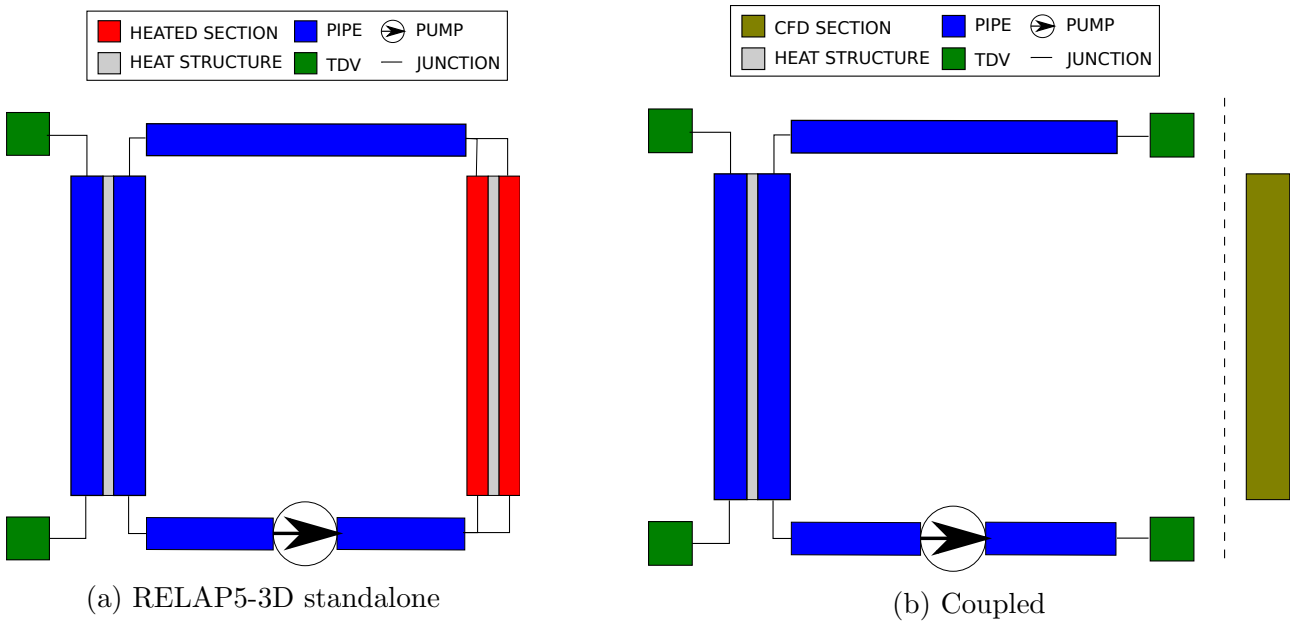 HEATED SECTION PIPE PUMP
HEAT STRUCTURE TDV JUNCTION
CFD SECTION PIPE PUMP
HEAT STRUCTURE TDV JUNCTION
(a) RELAP5-3D standalone
(b) Coupled